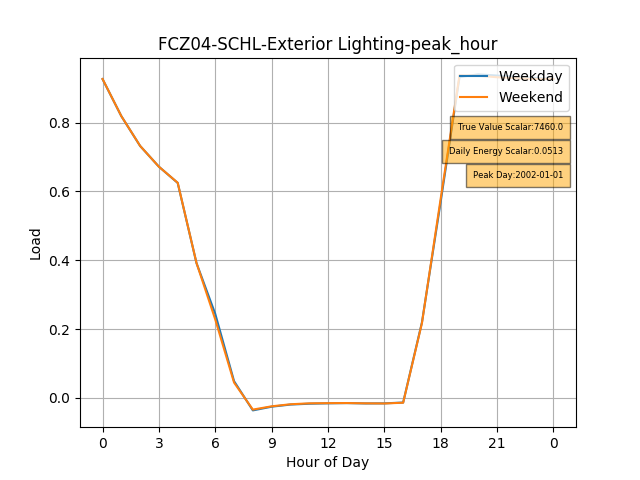 FCZ04-SCHL-Exterior Lighting-peak_hour
Weekday
Weekend
True Value Scalar:7460.0
Daily Energy Scalar:0.0513
Peak Day:2002-01-01
Load
0.8
0.6
0.4
0.2
0.0
0 3 6 9 12 15 18 21 0
Hour of Day